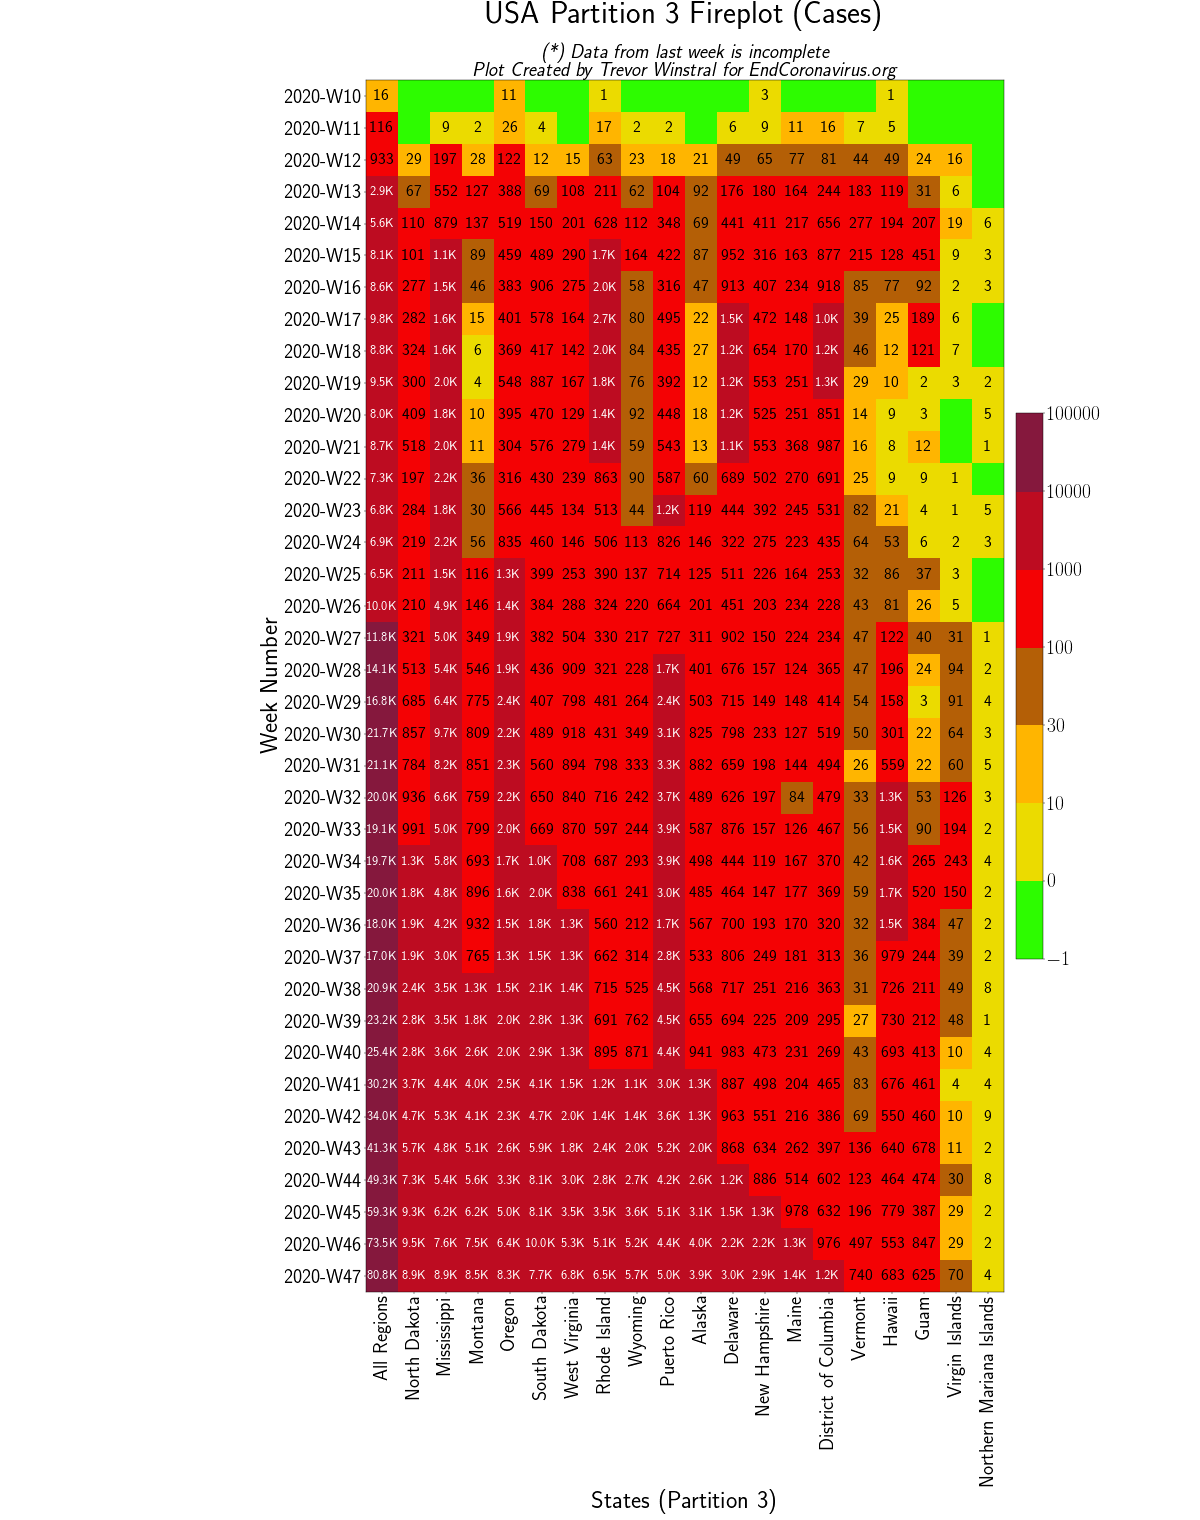 USA Partition 3 Fireplot (Cases)
(*) Data from last week is incomplete
Plot Created by Trevor Winstral for EndCoronavirus.org
2020-W10 16 11 1 3 1
2020-W11 116 9 2 26 4 17 2 2 6 9 11 16 7 5
2020-W12 933 29 197 28 122 12 15 63 23 18 21 49 65 77 81 44 49 24 16
2020-W13 2.9K 67 552 127 388 69 108 211 62 104 92 176 180 164 244 183 119 31 6
2020-W14 5.6K 110 879 137 519 150 201 628 112 348 69 441 411 217 656 277 194 207 19 6
2020-W15 8.1K 101 1.1K 89 459 489 290 1.7K 164 422 87 952 316 163 877 215 128 451 9 3
2020-W16 8.6K 277 1.5K 46 383 906 275 2.0K 58 316 47 913 407 234 918 85 77 92 2 3
2020-W17 9.8K 282 1.6K 15 401 578 164 2.7K 80 495 22 1.5K 472 148 1.0K 39 25 189 6
2020-W18 8.8K 324 1.6K 6 369 417 142 2.0K 84 435 27 1.2K 654 170 1.2K 46 12 121 7
2020-W19 9.5K 300 2.0K 4 548 887 167 1.8K 76 392 12 1.2K 553 251 1.3K 29 10 2 3 2
2020-W20 8.0K 409 1.8K 10 395 470 129 1.4K 92 448 18 1.2K 525 251 851 14 9 3 5
2020-W21 8.7K 518 2.0K 11 304 576 279 1.4K 59 543 13 1.1K 553 368 987 16 8 12 1
2020-W22 7.3K 197 2.2K 36 316 430 239 863 90 587 60 689 502 270 691 25 9 9 1
2020-W23 6.8K 284 1.8K 30 566 445 134 513 44 1.2K 119 444 392 245 531 82 21 4 1 5
2020-W24 6.9K 219 2.2K 56 835 460 146 506 113 826 146 322 275 223 435 64 53 6 2 3
2020-W25 6.5K 211 1.5K 116 1.3K 399 253 390 137 714 125 511 226 164 253 32 86 37 3
2020-W26 10.0K 210 4.9K 146 1.4K 384 288 324 220 664 201 451 203 234 228 43 81 26 5
2020-W27 11.8K 321 5.0K 349 1.9K 382 504 330 217 727 311 902 150 224 234 47 122 40 31 1
2020-W28 14.1K 513 5.4K 546 1.9K 436 909 321 228 1.7K 401 676 157 124 365 47 196 24 94 2
2020-W29 16.8K 685 6.4K 775 2.4K 407 798 481 264 2.4K 503 715 149 148 414 54 158 3 91 4
2020-W30 21.7K 857 9.7K 809 2.2K 489 918 431 349 3.1K 825 798 233 127 519 50 301 22 64 3
2020-W31 21.1K 784 8.2K 851 2.3K 560 894 798 333 3.3K 882 659 198 144 494 26 559 22 60 5
2020-W32 20.0K 936 6.6K 759 2.2K 650 840 716 242 3.7K 489 626 197 84 479 33 1.3K 53 126 3
2020-W33 19.1K 991 5.0K 799 2.0K 669 870 597 244 3.9K 587 876 157 126 467 56 1.5K 90 194 2
2020-W34 19.7K 1.3K 5.8K 693 1.7K 1.0K 708 687 293 3.9K 498 444 119 167 370 42 1.6K 265 243 4
2020-W35 20.0K 1.8K 4.8K 896 1.6K 2.0K 838 661 241 3.0K 485 464 147 177 369 59 1.7K 520 150 2
2020-W36 18.0K 1.9K 4.2K 932 1.5K 1.8K 1.3K 560 212 1.7K 567 700 193 170 320 32 1.5K 384 47 2
2020-W37 17.0K 1.9K 3.0K 765 1.3K 1.5K 1.3K 662 314 2.8K 533 806 249 181 313 36 979 244 39 2
2020-W38 20.9K 2.4K 3.5K 1.3K 1.5K 2.1K 1.4K 715 525 4.5K 568 717 251 216 363 31 726 211 49 8
2020-W39 23.2K 2.8K 3.5K 1.8K 2.0K 2.8K 1.3K 691 762 4.5K 655 694 225 209 295 27 730 212 48 1
2020-W40 25.4K 2.8K 3.6K 2.6K 2.0K 2.9K 1.3K 895 871 4.4K 941 983 473 231 269 43 693 413 10 4
2020-W41 30.2K 3.7K 4.4K 4.0K 2.5K 4.1K 1.5K 1.2K 1.1K 3.0K 1.3K 887 498 204 465 83 676 461 4 4
2020-W42 34.0K 4.7K 5.3K 4.1K 2.3K 4.7K 2.0K 1.4K 1.4K 3.6K 1.3K 963 551 216 386 69 550 460 10 9
2020-W43 41.3K 5.7K 4.8K 5.1K 2.6K 5.9K 1.8K 2.4K 2.0K 5.2K 2.0K 868 634 262 397 136 640 678 11 2
2020-W44 49.3K 7.3K 5.4K 5.6K 3.3K 8.1K 3.0K 2.8K 2.7K 4.2K 2.6K 1.2K 886 514 602 123 464 474 30 8
2020-W45 59.3K 9.3K 6.2K 6.2K 5.0K 8.1K 3.5K 3.5K 3.6K 5.1K 3.1K 1.5K 1.3K 978 632 196 779 387 29 2
2020-W46 73.5K 9.5K 7.6K 7.5K 6.4K 10.0K 5.3K 5.1K 5.2K 4.4K 4.0K 2.2K 2.2K 1.3K 976 497 553 847 29 2
2020-W47 80.8K 8.9K 8.9K 8.5K 8.3K 7.7K 6.8K 6.5K 5.7K 5.0K 3.9K 3.0K 2.9K 1.4K 1.2K 740 683 625 70 4
Week Number
All Regions
North Dakota
Mississippi
Montana
Oregon
South Dakota
West Virginia
Rhode Island
Wyoming
Puerto Rico
Alaska
Delaware
New Hampshire
Maine
District of Columbia
Vermont
Hawaii
Guam
Virgin Islands
Northern Mariana Islands
States (Partition 3)
100000
10000
1000
100
30
10
0
−1